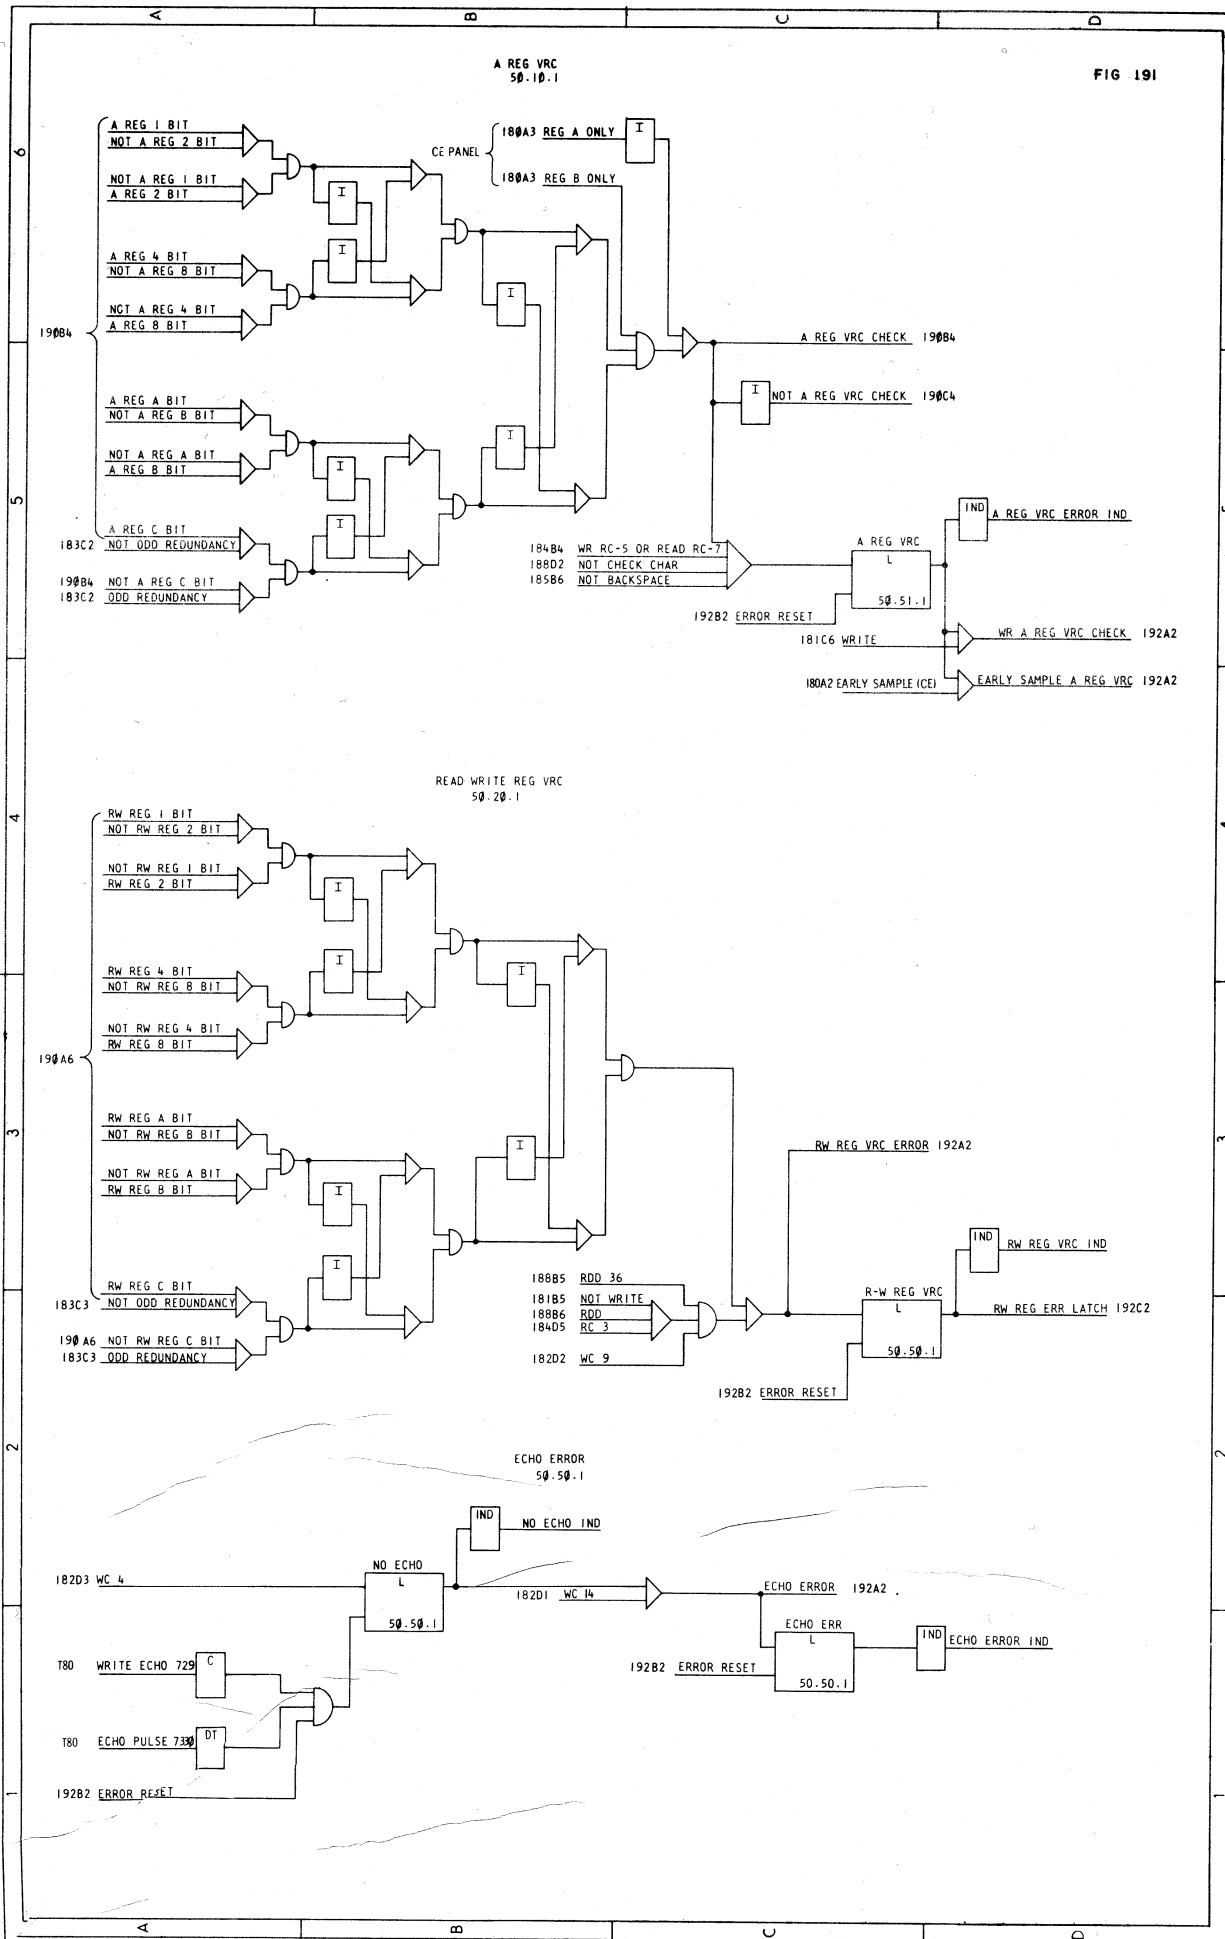 A
B
C
D
FIG 191
A REG VRC
5Ø.1Ø.1
6
A REG 1 BIT
NOT A REG 2 BIT
NOT A REG 1 BIT
A REG 2 BIT
CE PANEL
18ØA3 REG A ONLY
I
18ØA3 REG B ONLY
I
I
A REG 4 BIT
NOT A REG 8 BIT
NOT A REG 4 BIT
A REG 8 BIT
I
19ØB4
A REG VRC CHECK 19ØB4
I
NOT A REG VRC CHECK 19ØC4
A REG A BIT
NOT A REG B BIT
NOT A REG A BIT
A REG B BIT
I
I
I
5
5
A REG C BIT
183C2 NOT ODD REDUNDANCY
19ØB4 NOT A REG C BIT
183C2 ODD REDUNDANCY
IND
A REG VRC ERROR IND
184B4 WR RC-5 OR READ RC-7
188D2 NOT CHECK CHAR
185B6 NOT BACKSPACE
A REG VRC
L
5Ø.51.1
192B2 ERROR RESET
181C6 WRITE
WR A REG VRC CHECK 192A2
18ØA2 EARLY SAMPLE (CE)
EARLY SAMPLE A REG VRC 192A2
READ WRITE REG VRC
5Ø.2Ø.1
4
4
RW REG 1 BIT
NOT RW REG 2 BIT
NOT RW REG 1 BIT
RW REG 2 BIT
I
I
I
RW REG 4 BIT
NOT RW REG 8 BIT
NOT RW REG 4 BIT
RW REG 8 BIT
19ØA6
3
3
RW REG A BIT
NOT RW REG B BIT
NOT RW REG A BIT
RW REG B BIT
I
I
I
RW REG VRC ERROR 192A2
IND
RW REG VRC IND
RW REG C BIT
183C3 NOT ODD REDUNDANCY
19ØA6 NOT RW REG C BIT
183C3 ODD REDUNDANCY
188B5 RDD 36
181B5 NOT WRITE
188B6 RDD
184D5 RC 3
182D2 WC 9
R-W REG VRC
L
5Ø.5Ø.1
RW REG ERR LATCH 192C2
192B2 ERROR RESET
2
2
ECHO ERROR
5Ø.5Ø.1
IND
NO ECHO IND
182D3 WC 4
NO ECHO
L
5Ø.5Ø.1
182D1 WC 14
ECHO ERROR 192A2
ECHO ERR
L
50.50.1
IND
ECHO ERROR IND
192B2 ERROR RESET
T80 WRITE ECHO 729
C
T80 ECHO PULSE 73Ø
DT
192B2 ERROR RESET
1
1
A
B
C
D